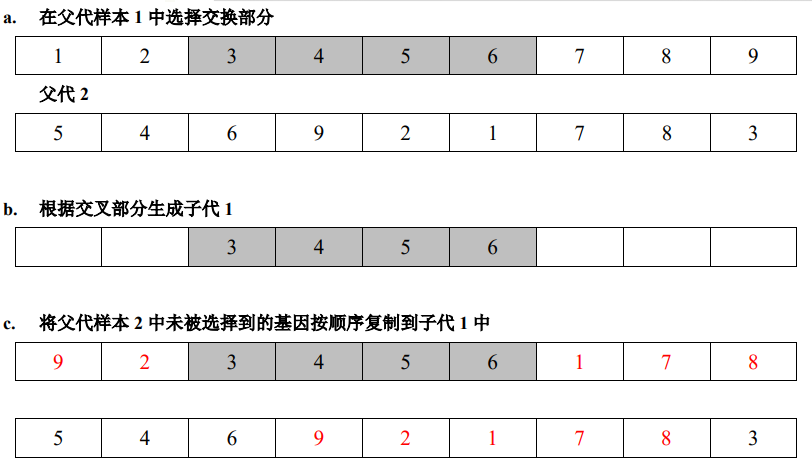 a. 在父代样本 1 中选择交换部分
1 2 3 4 5 6 7 8 9
父代 2
5 4 6 9 2 1 7 8 3
b. 根据交叉部分生成子代 1
3 4 5 6
c. 将父代样本 2 中未被选择到的基因按顺序复制到子代 1 中
9 2 3 4 5 6 1 7 8
5 4 6 9 2 1 7 8 3